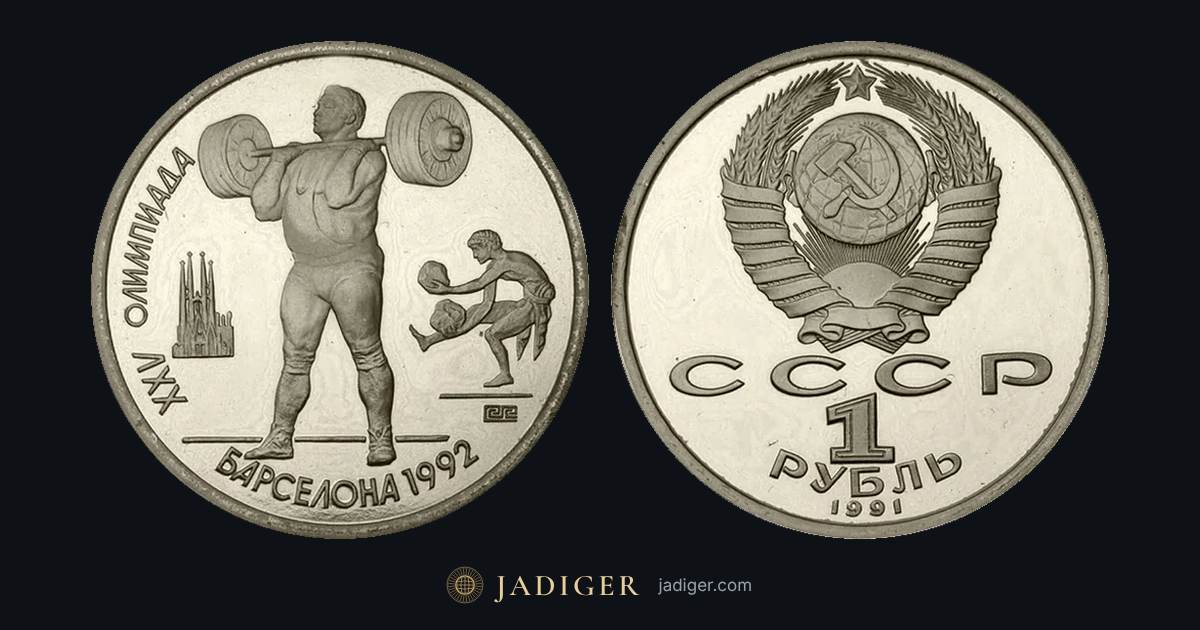 XXV ОЛИМПИАДА
БАРСЕЛОНА 1992
СССР
1
РУБЛЬ
1991
JADIGER jadiger.com